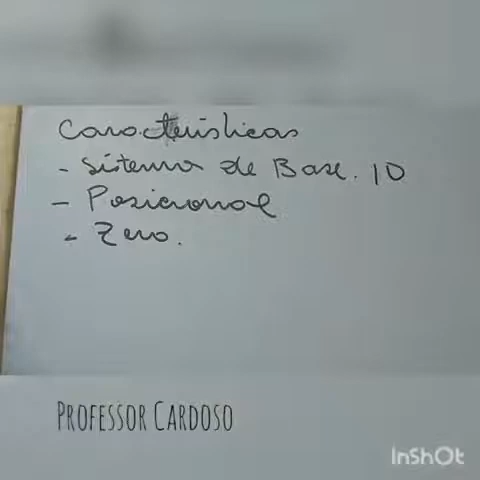 Características
- Sistema de Base. 10
- Posicional
- Zero.
PROFESSOR CARDOSO
InShOt